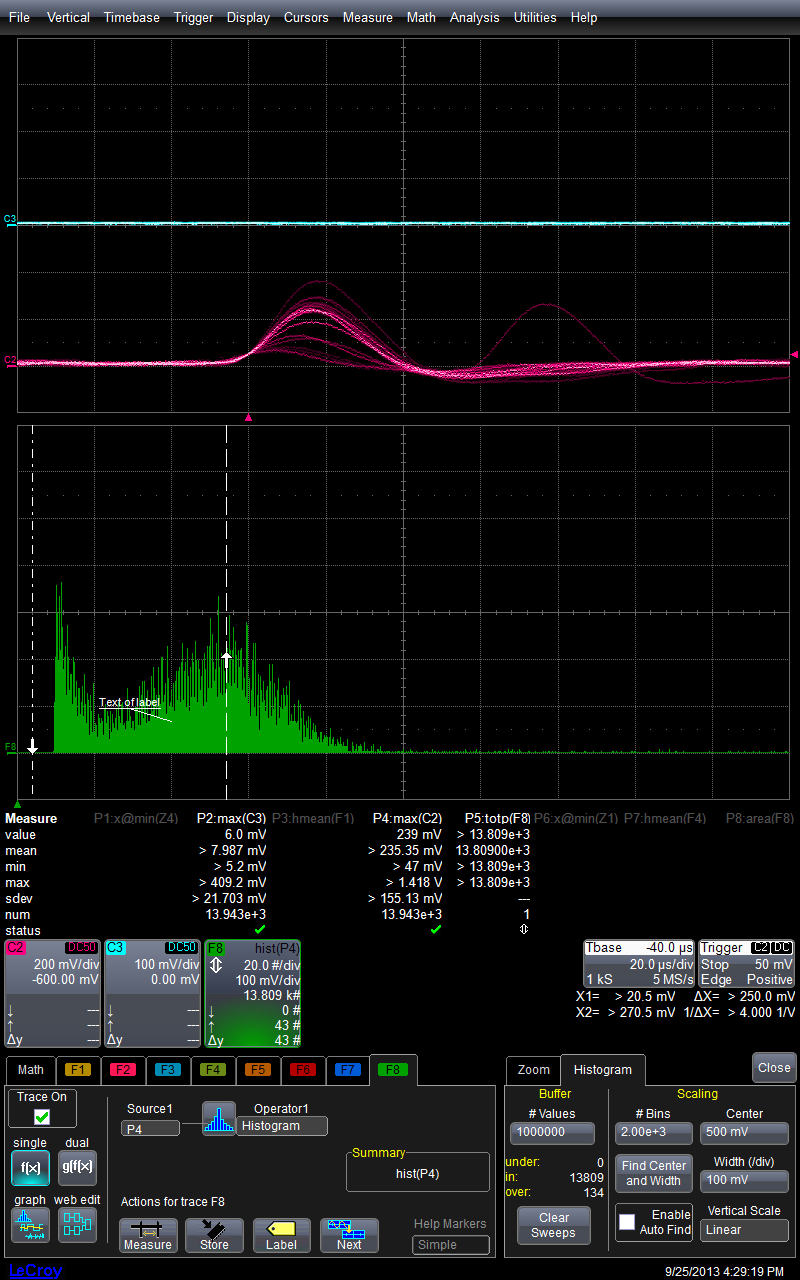 File Vertical Timebase Trigger Display Cursors Measure Math Analysis Utilities Help
C3
C2
Text of label
F8
Measure P1:x@min(Z4) P2:max(C3) P3:hmean(F1) P4:max(C2) P5:totp(F8) P6:x@min(Z1) P7:hmean(F4) P8:area(F8)
value 6.0 mV 239 mV > 13.809e+3
mean > 7.987 mV > 235.35 mV 13.80900e+3
min > 5.2 mV > 47 mV > 13.809e+3
max > 409.2 mV > 1.418 V > 13.809e+3
sdev > 21.703 mV > 155.13 mV ---
num 13.943e+3 13.943e+3 1
status
C2 DC50 C3 DC50 F8 hist(P4) Tbase -40.0 µs Trigger C2 DC
200 mV/div 100 mV/div 20.0 #/div 20.0 µs/div Stop 50 mV
-600.00 mV 0.00 mV 100 mV/div 1 kS 5 MS/s Edge Positive
13.809 k#
↓ --- ↓ --- ↓ 0 # X1= > 20.5 mV ΔX= > 250.0 mV
↑ --- ↑ --- ↑ 43 # X2= > 270.5 mV 1/ΔX= > 4.000 1/V
Δy --- Δy --- Δy 43 #
Math F1 F2 F3 F4 F5 F6 F7 F8 Zoom Histogram Close
Trace On
Source1 Operator1
P4 Histogram
single dual
f(x) g(f(x))
graph web edit
Summary
hist(P4)
Actions for trace F8
Measure Store Label Next
Help Markers
Simple
Buffer
# Values
1000000
under: 0
in: 13809
over: 134
Clear
Sweeps
Scaling
# Bins Center
2.00e+3 500 mV
Find Center
and Width
Width (/div)
100 mV
Enable
Auto Find
Vertical Scale
Linear
LeCroy 9/25/2013 4:29:19 PM